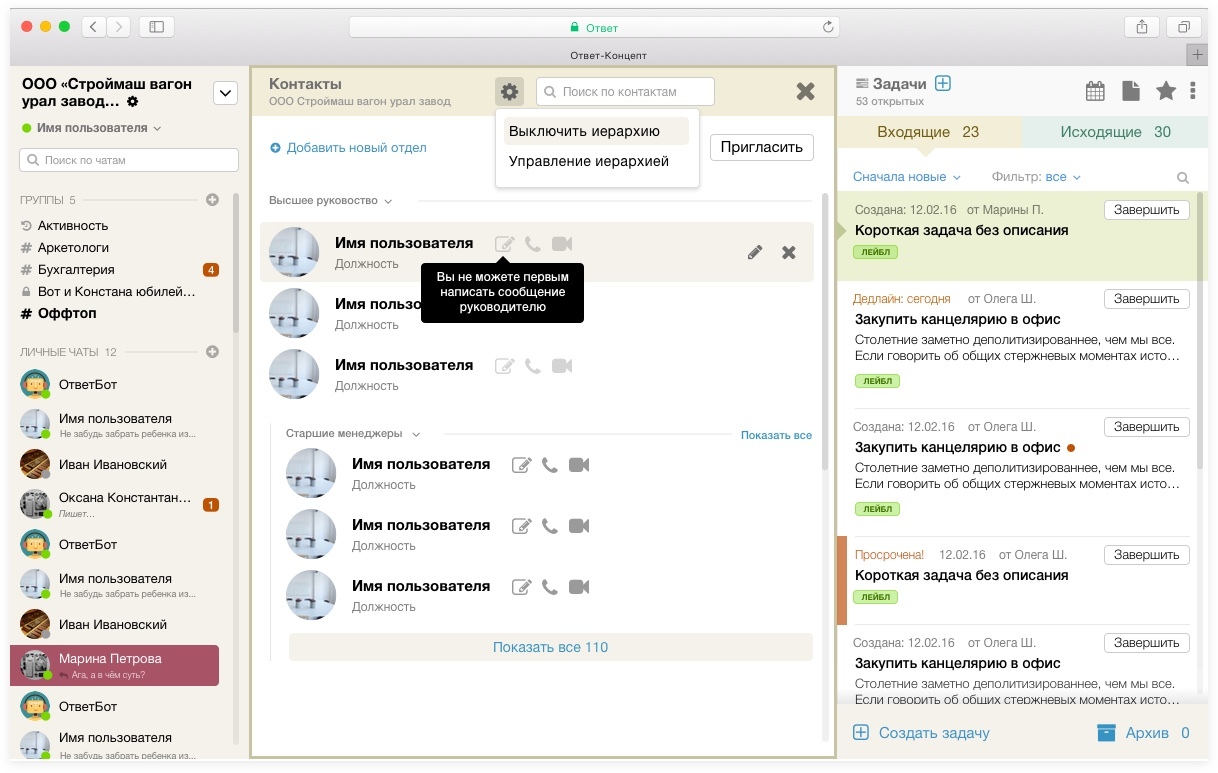 Ответ
Ответ-Концепт
ООО «Строймаш вагон
урал завод...
Имя пользователя
Поиск по чатам
ГРУППЫ 5
Активность
# Аркетологи
# Бухгалтерия 4
Вот и Констана юбилей...
# Оффтоп
ЛИЧНЫЕ ЧАТЫ 12
ОтветБот
Имя пользователя
Не забудь забрать ребенка из...
Иван Ивановский
Оксана Константан... 1
Пишет...
ОтветБот
Имя пользователя
Не забудь забрать ребенка из...
Иван Ивановский
Марина Петрова
Ага, а в чём суть?
ОтветБот
Имя пользователя
Не забудь забрать ребенка из...
Контакты
ООО Строймаш вагон урал завод
Поиск по контактам
Выключить иерархию
Управление иерархией
Добавить новый отдел
Пригласить
Высшее руковоство
Имя пользователя
Должность
Вы не можете первым
написать сообщение
руководителю
Имя польз
Должность
Имя пользователя
Должность
Старшие менеджеры
Показать все
Имя пользователя
Должность
Имя пользователя
Должность
Имя пользователя
Должность
Показать все 110
Задачи
53 открытых
Входящие 23
Исходящие 30
Сначала новые
Фильтр: все
Создана: 12.02.16 от Марины П.
Завершить
Короткая задача без описания
ЛЕЙБЛ
Дедлайн: сегодня от Олега Ш.
Завершить
Закупить канцелярию в офис
Столетие заметно деполитизированнее, чем мы все.
Если говорить об общих стержневых моментах исто...
ЛЕЙБЛ
Создана: 12.02.16 от Олега Ш.
Завершить
Закупить канцелярию в офис
Столетие заметно деполитизированнее, чем мы все.
Если говорить об общих стержневых моментах исто...
ЛЕЙБЛ
Просрочена! 12.02.16 от Олега Ш.
Завершить
Короткая задача без описания
ЛЕЙБЛ
Создана: 12.02.16 от Олега Ш.
Завершить
Закупить канцелярию в офис
Столетие заметно деполитизированнее, чем мы все.
Если говорить об общих стержневых моментах исто...
Создать задачу
Архив 0